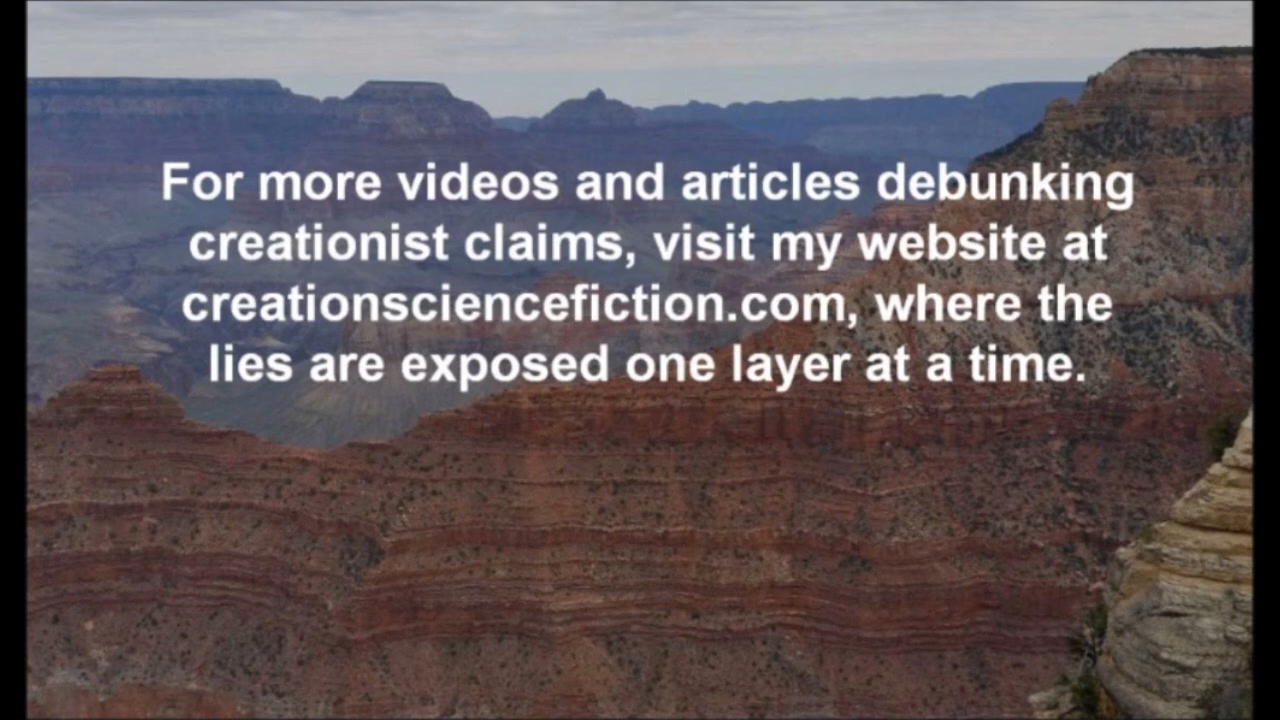 For more videos and articles debunking
creationist claims, visit my website at
creationsciencefiction.com, where the
lies are exposed one layer at a time.